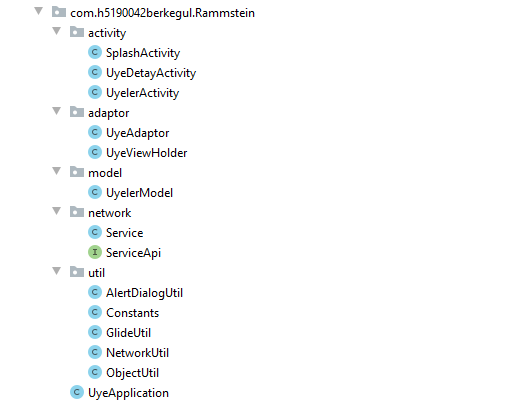 com.h5190042berkegul.Rammstein
activity
C SplashActivity
C UyeDetayActivity
C UyelerActivity
adaptor
C UyeAdaptor
C UyeViewHolder
model
C UyelerModel
network
C Service
I ServiceApi
util
C AlertDialogUtil
C Constants
C GlideUtil
C NetworkUtil
C ObjectUtil
C UyeApplication